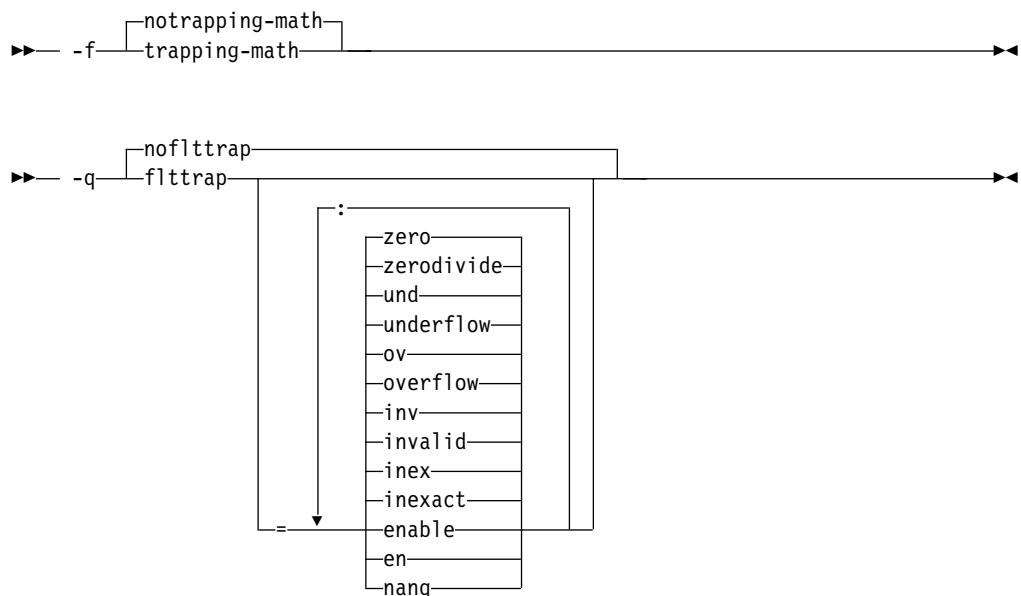 notrapping-math
-f trapping-math
noflttrap
-q flttrap
:
zero
zerodivide
und
underflow
ov
overflow
inv
invalid
inex
inexact
= enable
en
nanq